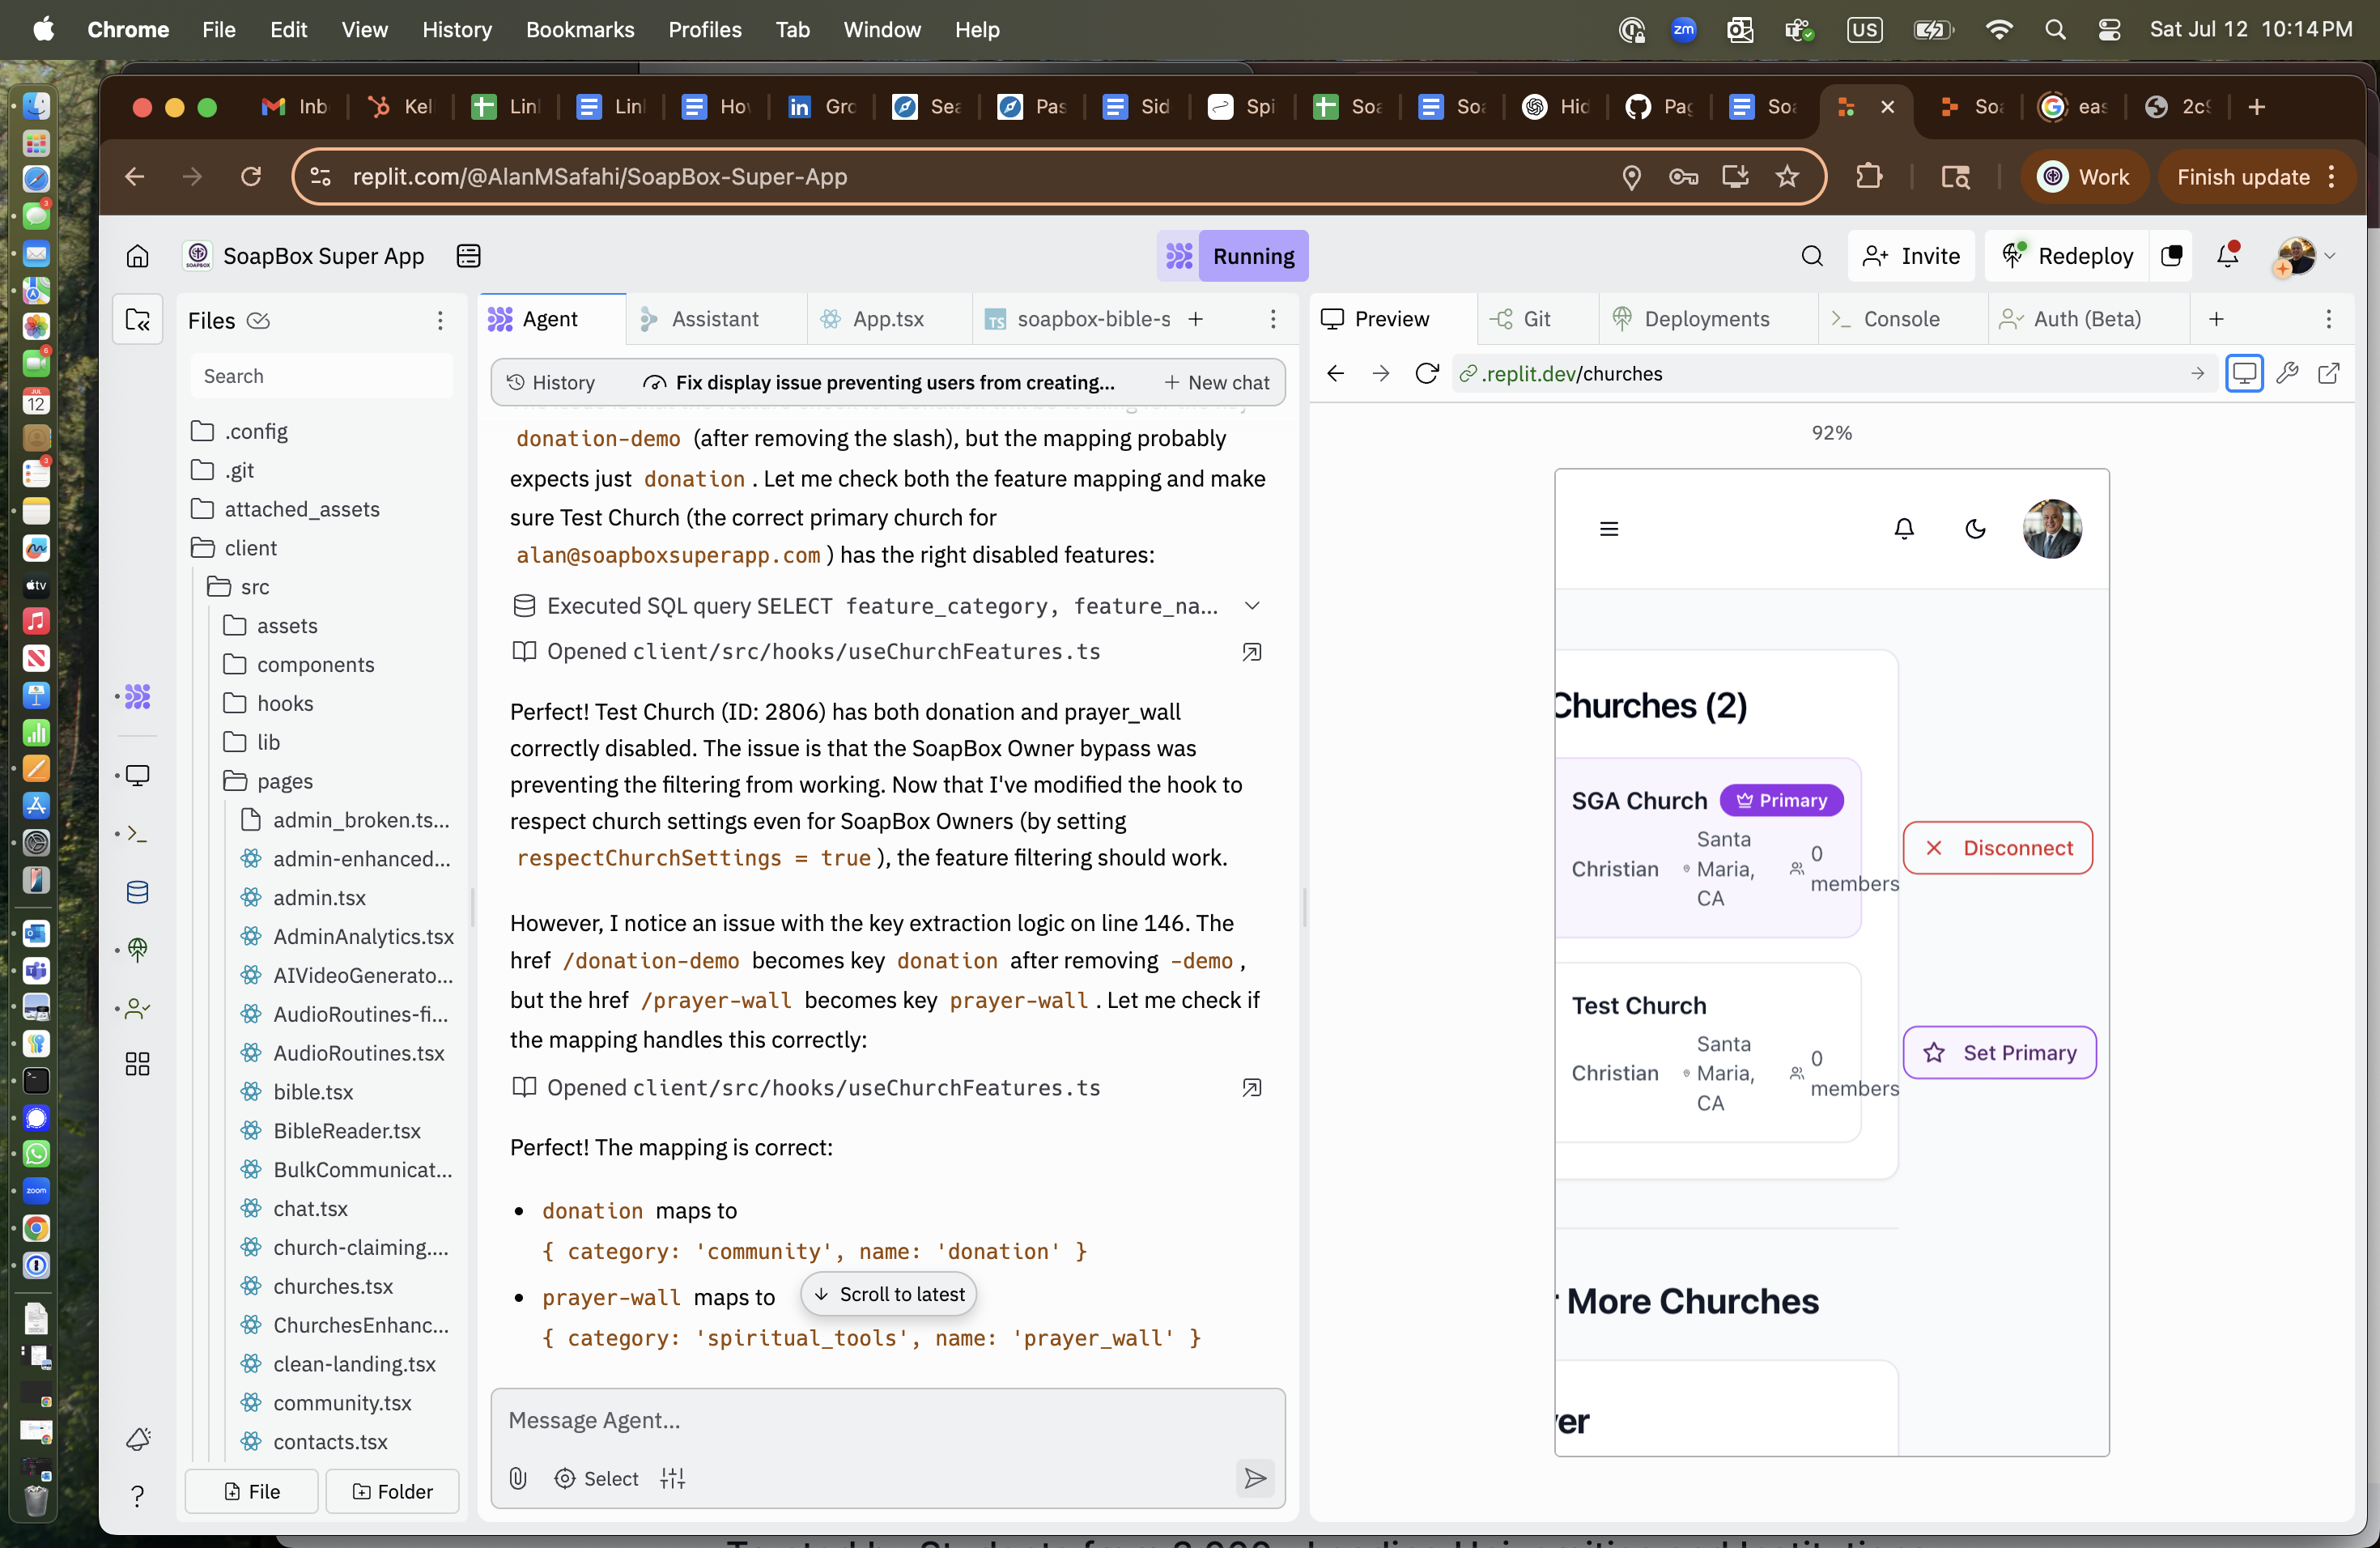 Chrome File Edit View History Bookmarks Profiles Tab Window Help
zm US Sat Jul 12 10:14 PM
Inb Kel Linl Linl Hov Gro Sea Pas Sid Spi Soa Soa Hid Pag Soa Soa eas 2c9
replit.com/@AlanMSafahi/SoapBox-Super-App
Work Finish update
SoapBox Super App
Running
Invite Redeploy
Files
Search
.config
.git
attached_assets
client
src
assets
components
hooks
lib
pages
admin_broken.ts...
admin-enhanced...
admin.tsx
AdminAnalytics.tsx
AIVideoGenerato...
AudioRoutines-fi...
AudioRoutines.tsx
bible.tsx
BibleReader.tsx
BulkCommunicat...
chat.tsx
church-claiming....
churches.tsx
ChurchesEnhanc...
clean-landing.tsx
community.tsx
contacts.tsx
File Folder
Agent Assistant App.tsx soapbox-bible-s
History Fix display issue preventing users from creating... New chat
donation-demo (after removing the slash), but the mapping probably
expects just donation . Let me check both the feature mapping and make
sure Test Church (the correct primary church for
alan@soapboxsuperapp.com ) has the right disabled features:
Executed SQL query SELECT feature_category, feature_na...
Opened client/src/hooks/useChurchFeatures.ts
Perfect! Test Church (ID: 2806) has both donation and prayer_wall
correctly disabled. The issue is that the SoapBox Owner bypass was
preventing the filtering from working. Now that I've modified the hook to
respect church settings even for SoapBox Owners (by setting
respectChurchSettings = true ), the feature filtering should work.
However, I notice an issue with the key extraction logic on line 146. The
href /donation-demo becomes key donation after removing -demo ,
but the href /prayer-wall becomes key prayer-wall . Let me check if
the mapping handles this correctly:
Opened client/src/hooks/useChurchFeatures.ts
Perfect! The mapping is correct:
donation maps to
{ category: 'community', name: 'donation' }
prayer-wall maps to
{ category: 'spiritual_tools', name: 'prayer_wall' }
Scroll to latest
Message Agent...
Select
Preview Git Deployments Console Auth (Beta)
.replit.dev/churches
92%
Churches (2)
SGA Church Primary
Christian
Santa Maria, CA
0 members
Disconnect
Test Church
Christian
Santa Maria, CA
0 members
Set Primary
More Churches
er